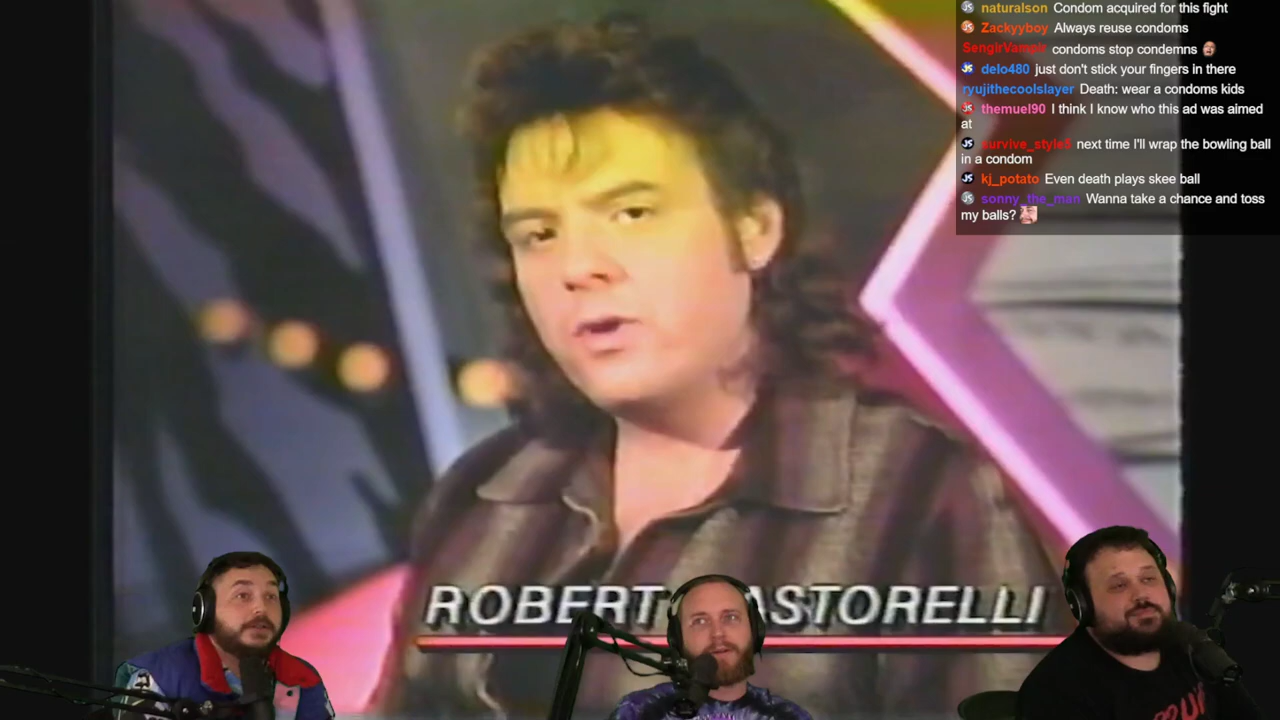 naturalson Condom acquired for this fight
Zackyyboy Always reuse condoms
SengirVampir condoms stop condemns
delo480 just don't stick your fingers in there
ryujithecoolslayer Death: wear a condoms kids
themuel90 I think I know who this ad was aimed
at
survive_style5 next time I'll wrap the bowling ball
in a condom
kj_potato Even death plays skee ball
sonny_the_man Wanna take a chance and toss
my balls?
ROBERT ASTORELLI